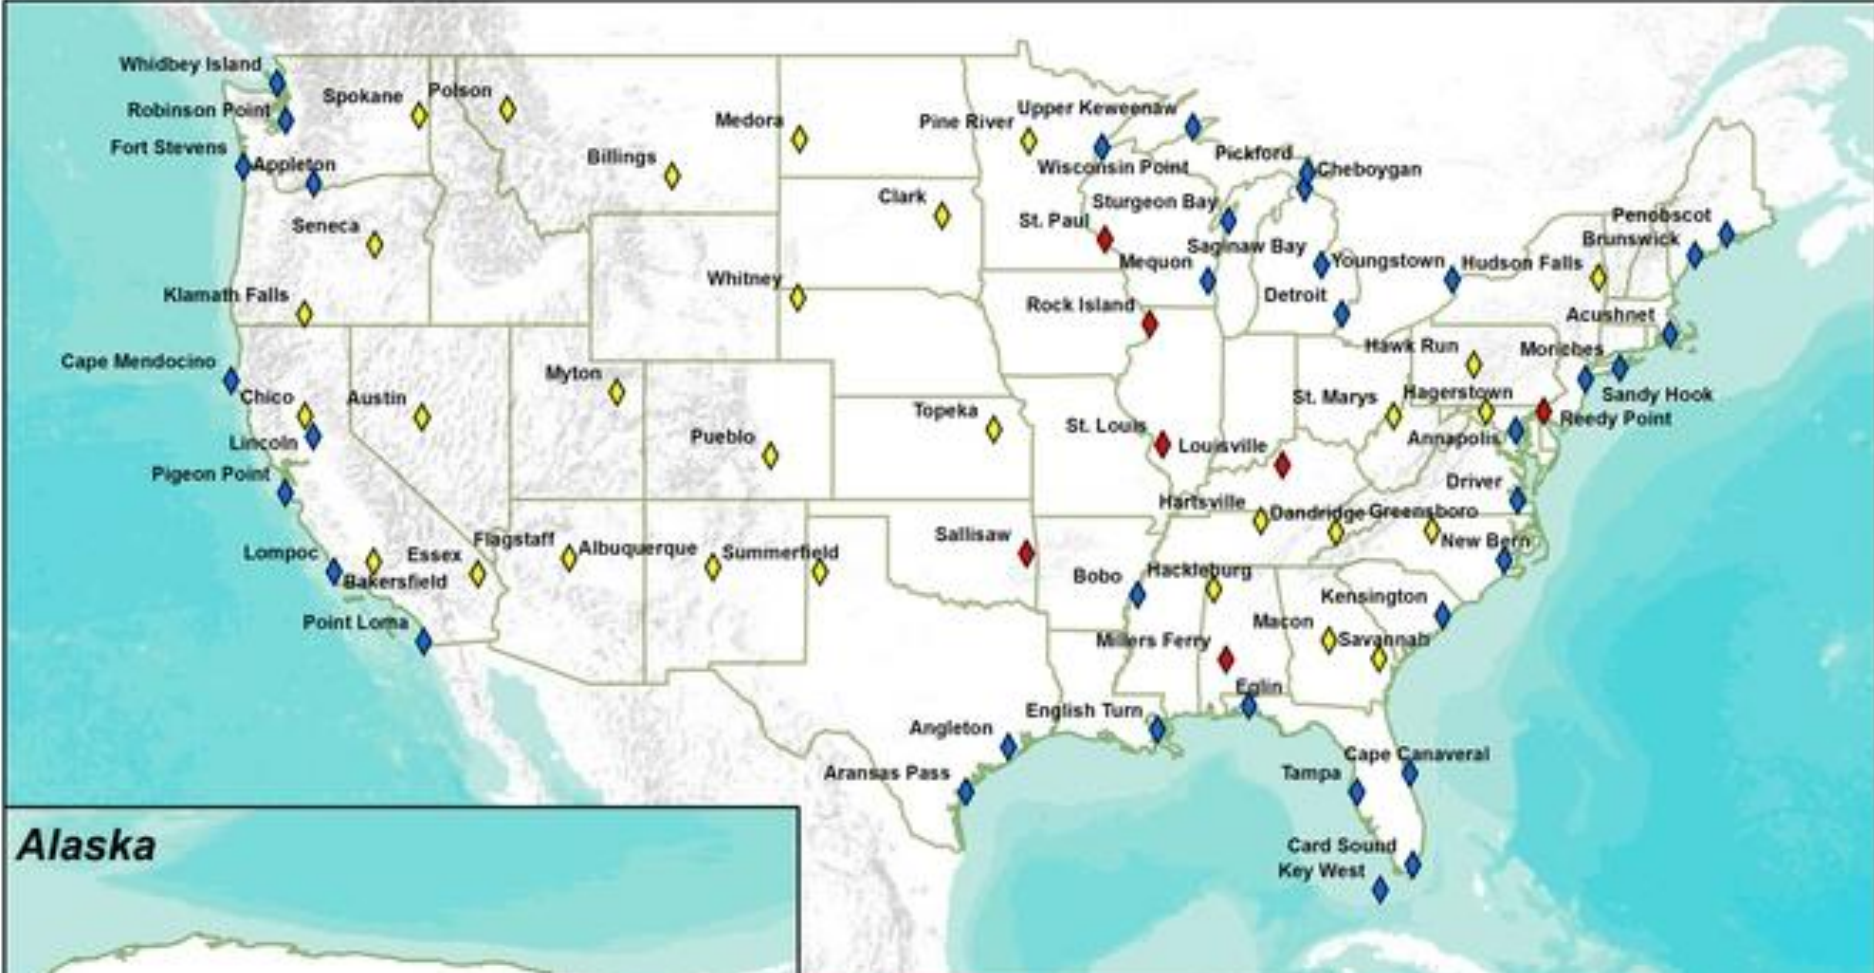 Whidbey Island
Spokane
Polson
Robinson Point
Upper Keweenaw
Medora
Pine River
Fort Stevens
Appleton
Billings
Wisconsin Point
Pickford
Cheboygan
Clark
Sturgeon Bay
St. Paul
Penobscot
Seneca
Brunswick
Saginaw Bay
Mequon
Youngstown
Hudson Falls
Whitney
Klamath Falls
Detroit
Rock Island
Acushnet
Hawk Run
Moriches
Cape Mendocino
Myton
Chico
Austin
St. Marys
Hagerstown
Sandy Hook
Topeka
Reedy Point
St. Louis
Lincoln
Pueblo
Louisville
Annapolis
Pigeon Point
Driver
Hartsville
Dandridge
Greensboro
Sallisaw
Flagstaff
Albuquerque
Summerfield
New Bern
Lompoc
Essex
Bakersfield
Bobo
Hackleburg
Kensington
Point Loma
Macon
Millers Ferry
Savannah
Eglin
English Turn
Angleton
Cape Canaveral
Aransas Pass
Tampa
Alaska
Card Sound
Key West